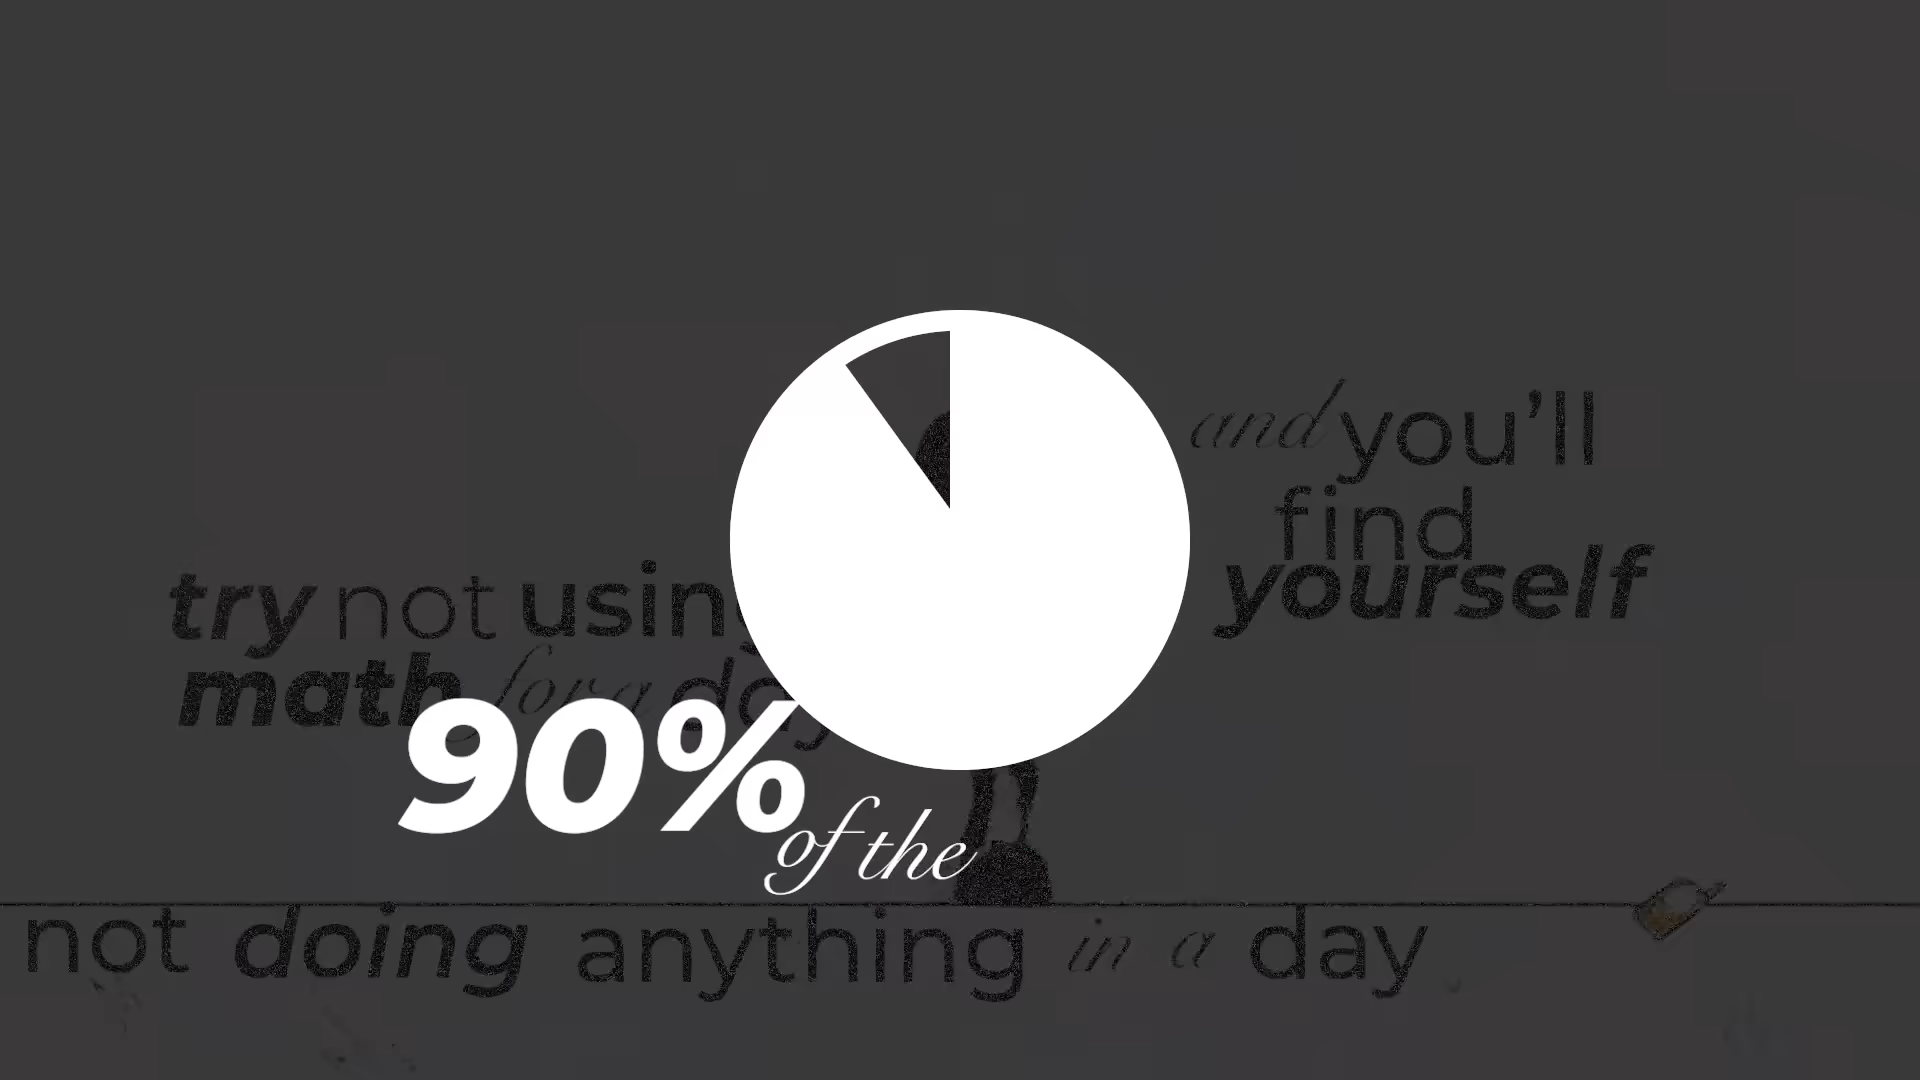 try not using
math for a day
and you’ll
find
yourself
90%
of the
not doing anything in a day